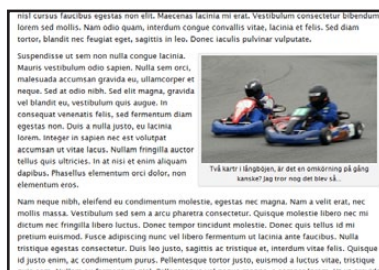 nisl cursus faucibus egestas non elit. Maecenas lacinia mi erat. Vestibulum consectetur bibendum
lorem sed mollis. Nam odio quam, interdum congue convallis vitae, lacinia et felis. Sed diam
tortor, blandit nec feugiat eget, sagittis in leo. Donec iaculis pulvinar vulputate.
Suspendisse ut sem non nulla congue lacinia.
Mauris vestibulum odio sapien. Nulla sem orci,
malesuada accumsan gravida eu, ullamcorper et
neque. Sed at odio nibh. Sed elit magna, gravida
vel blandit eu, vestibulum quis augue. In
consequat venenatis felis, sed fermentum diam
egestas non. Duis a nulla justo, eu lacinia
lorem. Integer in sapien nec est volutpat
accumsan ut vitae lacus. Nullam fringilla auctor
tellus quis ultricies. In at nisi et enim aliquam
dapibus. Phasellus elementum orci dolor, non
elementum eros.
Två kartr i långböjen, är det en omkörning på gång
kanske? Jag tror nog det blev så...
Nam neque nibh, eleifend eu condimentum molestie, egestas nec magna. Nam a velit erat, nec
mollis massa. Vestibulum sed sem a arcu pharetra consectetur. Quisque molestie libero nec mi
dictum nec fringilla libero luctus. Donec tempor tincidunt molestie. Donec quis tellus id mi
pretium euismod. Fusce adipiscing nunc vel libero fermentum ut lacinia ante faucibus. Nulla
tristique egestas consectetur. Duis leo justo, sagittis ac tristique et, interdum vitae felis. Quisque
id justo enim, ac condimentum purus. Pellentesque tortor justo, euismod a luctus vitae, tristique